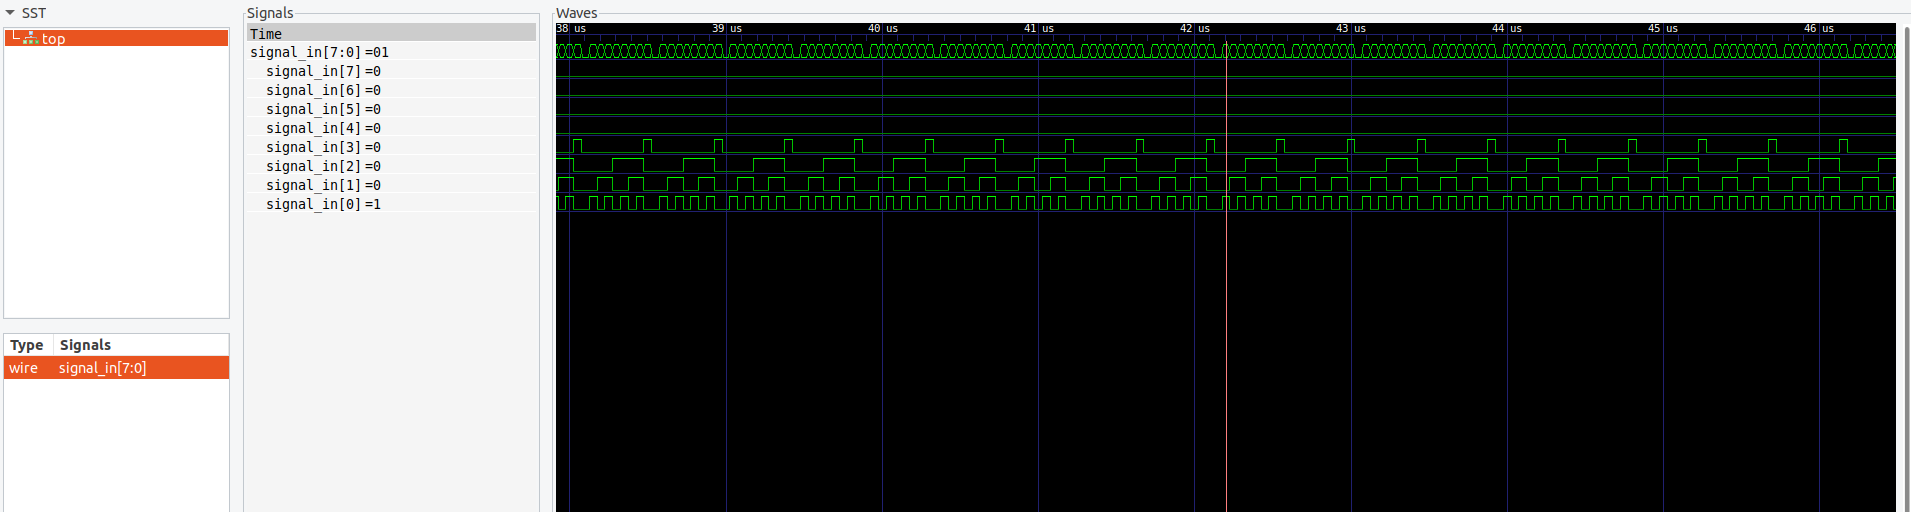 SST
top
Type Signals
wire signal_in[7:0]
Signals
Time
signal_in[7:0] =01
signal_in[7] =0
signal_in[6] =0
signal_in[5] =0
signal_in[4] =0
signal_in[3] =0
signal_in[2] =0
signal_in[1] =0
signal_in[0] =1
Waves
38 us 39 us 40 us 41 us 42 us 43 us 44 us 45 us 46 us